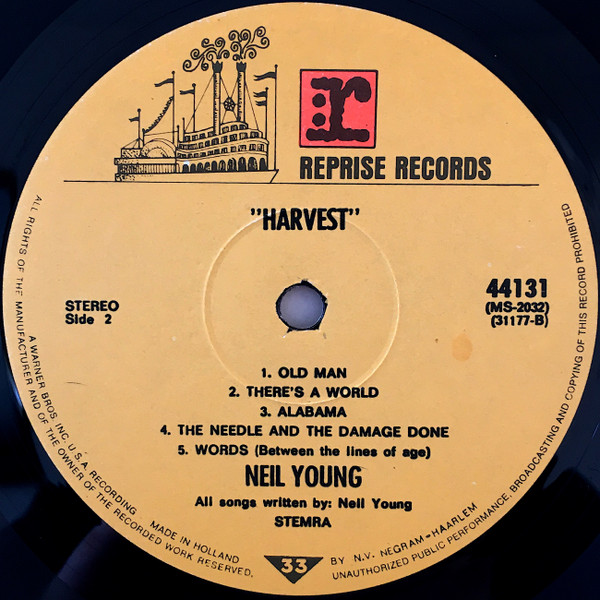 r
REPRISE RECORDS
"HARVEST"
STEREO
Side 2
44131
(MS-2032)
(31177-B)
1. OLD MAN
2. THERE'S A WORLD
3. ALABAMA
4. THE NEEDLE AND THE DAMAGE DONE
5. WORDS (Between the lines of age)
NEIL YOUNG
All songs written by: Neil Young
STEMRA
33
ALL RIGHTS OF THE MANUFACTURER AND OF THE OWNER OF THE RECORDED WORK RESERVED.
UNAUTHORIZED PUBLIC PERFORMANCE, BROADCASTING AND COPYING OF THIS RECORD PROHIBITED
A WARNER BROS. INC. U.S.A. RECORDING
MADE IN HOLLAND
BY N.V. NEGRAM-HAARLEM